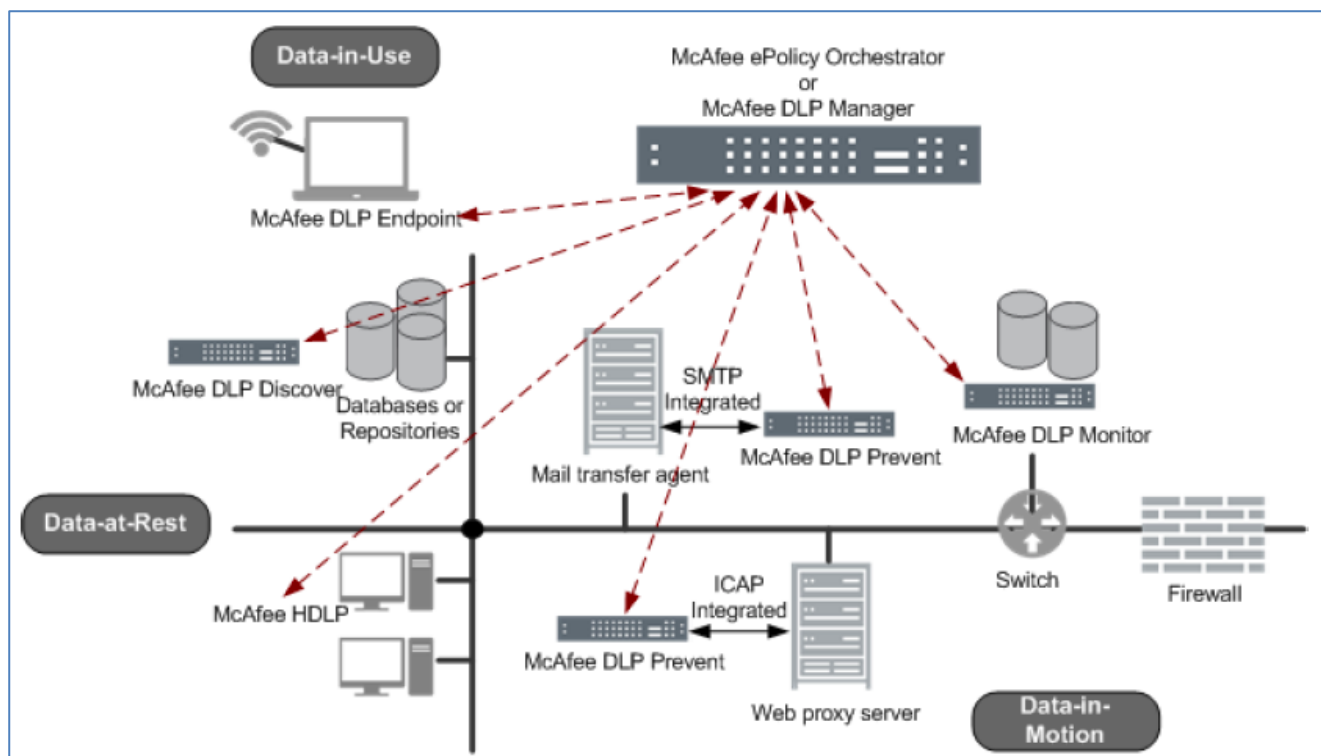 Data-in-Use
McAfee ePolicy Orchestrator
or
McAfee DLP Manager
McAfee DLP Endpoint
McAfee DLP Discover
Databases or
Repositories
SMTP
Integrated
Mail transfer agent
McAfee DLP Prevent
McAfee DLP Monitor
Data-at-Rest
Switch
Firewall
McAfee HDLP
ICAP
Integrated
McAfee DLP Prevent
Web proxy server
Data-in-
Motion